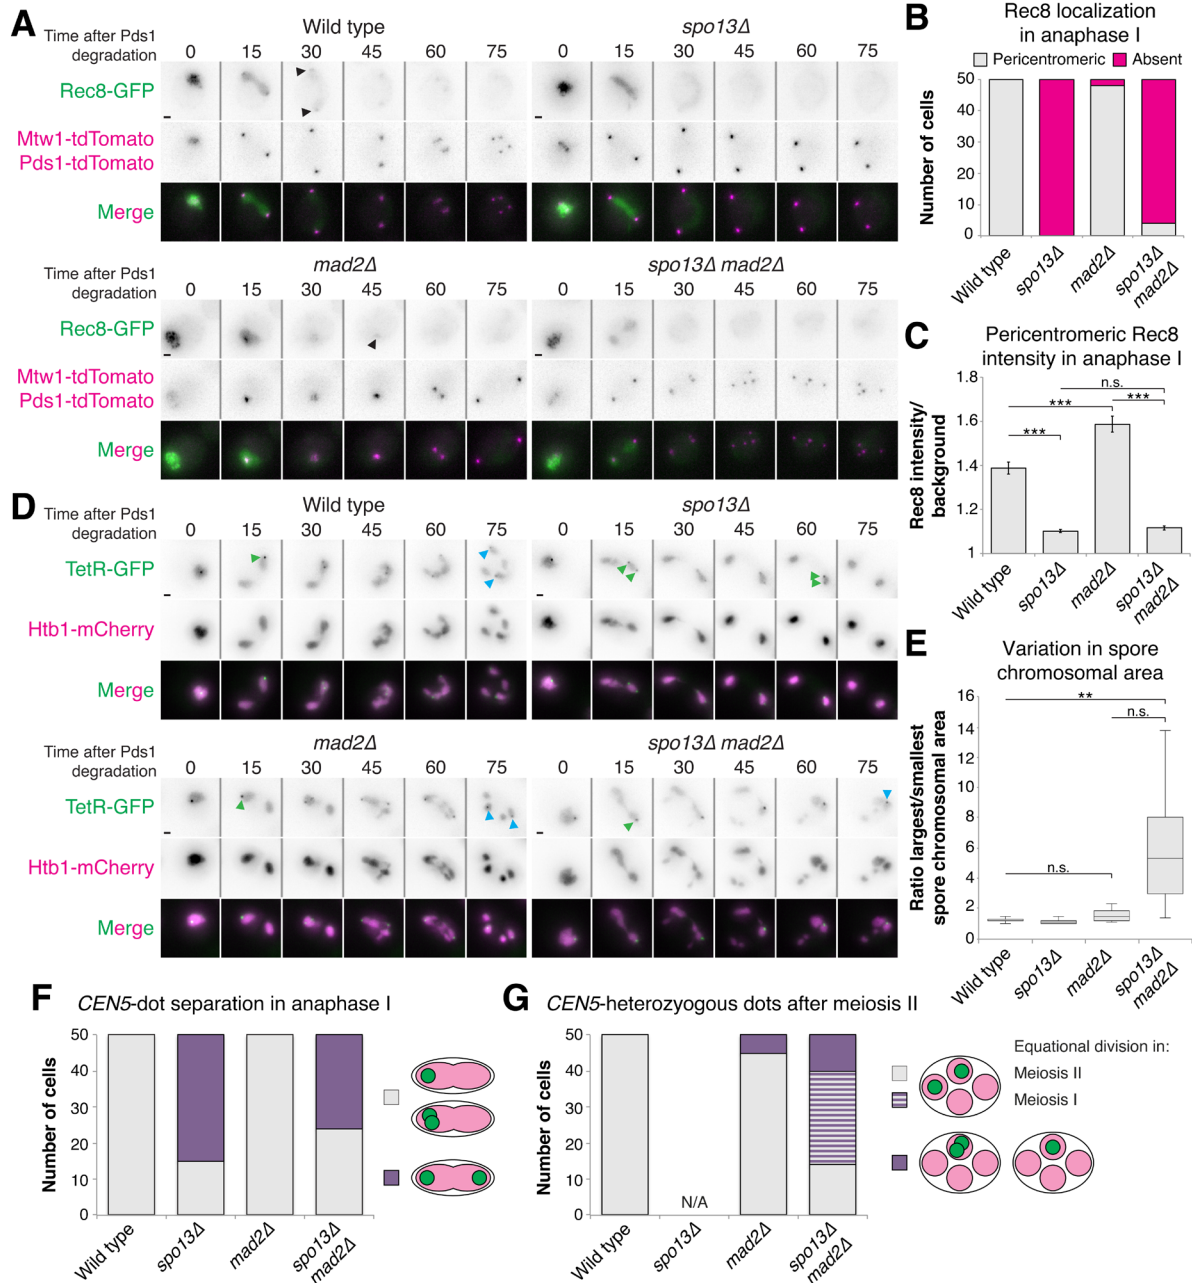 A
Time after Pds1
degradation
Wild type
0 15 30 45 60 75
spo13Δ
0 15 30 45 60 75
Rec8-GFP
Mtw1-tdTomato
Pds1-tdTomato
Merge
Time after Pds1
degradation
mad2Δ
0 15 30 45 60 75
spo13Δ mad2Δ
0 15 30 45 60 75
Rec8-GFP
Mtw1-tdTomato
Pds1-tdTomato
Merge
B
Rec8 localization
in anaphase I
Pericentromeric Absent
Number of cells
50
40
30
20
10
0
Wild type
spo13Δ
mad2Δ
spo13Δ
mad2Δ
C
Pericentromeric Rec8
intensity in anaphase I
Rec8 intensity/
background
1.8
1.6
1.4
1.2
1
n.s.
***
***
***
Wild type
spo13Δ
mad2Δ
spo13Δ
mad2Δ
D
Time after Pds1
degradation
Wild type
0 15 30 45 60 75
spo13Δ
0 15 30 45 60 75
TetR-GFP
Htb1-mCherry
Merge
Time after Pds1
degradation
mad2Δ
0 15 30 45 60 75
spo13Δ mad2Δ
0 15 30 45 60 75
TetR-GFP
Htb1-mCherry
Merge
E
Variation in spore
chromosomal area
Ratio largest/smallest
spore chromosomal area
16
14
12
10
8
6
4
2
0
**
n.s.
n.s.
Wild type
spo13Δ
mad2Δ
spo13Δ
mad2Δ
F
CEN5-dot separation in anaphase I
Number of cells
50
40
30
20
10
0
Wild type
spo13Δ
mad2Δ
spo13Δ
mad2Δ
G
CEN5-heterozyogous dots after meiosis II
Number of cells
50
40
30
20
10
0
N/A
Wild type
spo13Δ
mad2Δ
spo13Δ
mad2Δ
Equational division in:
Meiosis II
Meiosis I